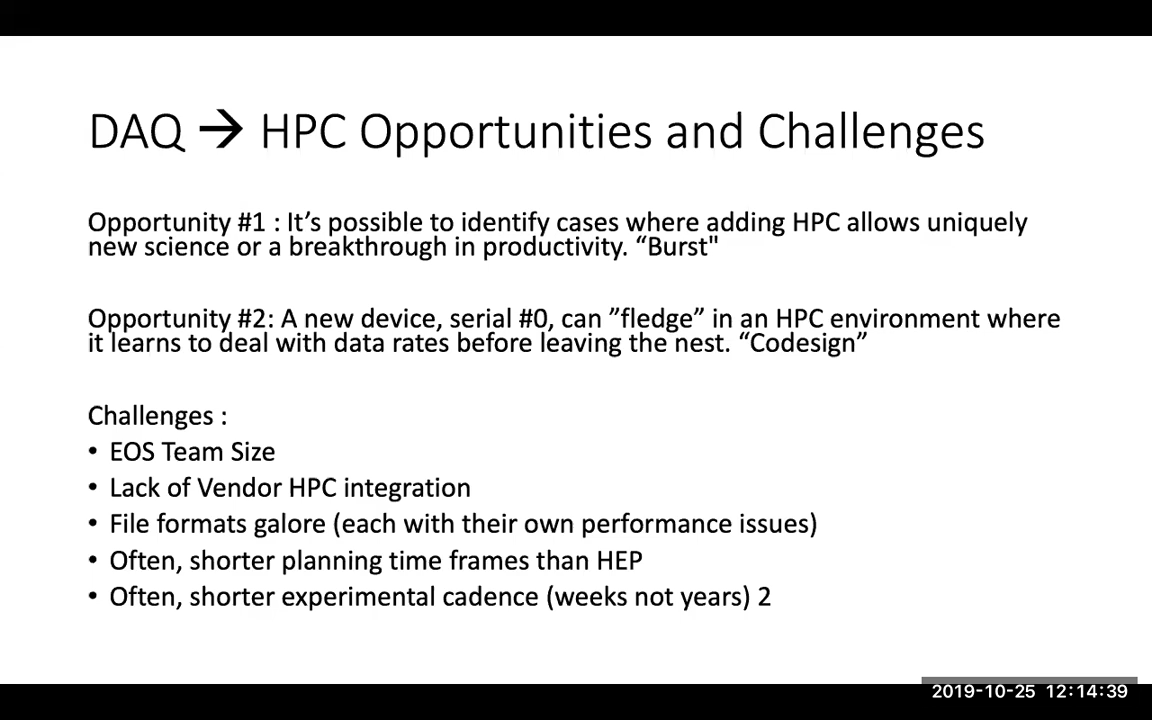 DAQ → HPC Opportunities and Challenges
Opportunity #1 : It’s possible to identify cases where adding HPC allows uniquely
new science or a breakthrough in productivity. “Burst"
Opportunity #2: A new device, serial #0, can ”fledge” in an HPC environment where
it learns to deal with data rates before leaving the nest. “Codesign”
Challenges :
• EOS Team Size
• Lack of Vendor HPC integration
• File formats galore (each with their own performance issues)
• Often, shorter planning time frames than HEP
• Often, shorter experimental cadence (weeks not years) 2
2019-10-25 12:14:39